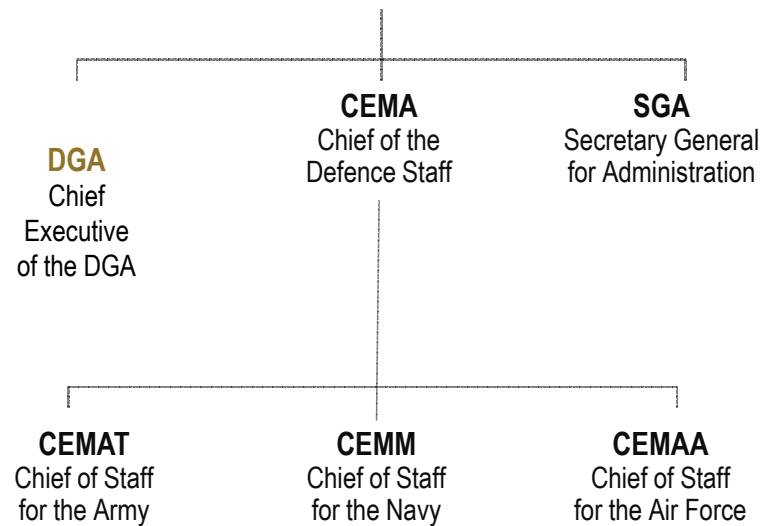 DGA
Chief
Executive
of the DGA
CEMA
Chief of the
Defence Staff
SGA
Secretary General
for Administration
CEMAT
Chief of Staff
for the Army
CEMM
Chief of Staff
for the Navy
CEMAA
Chief of Staff
for the Air Force